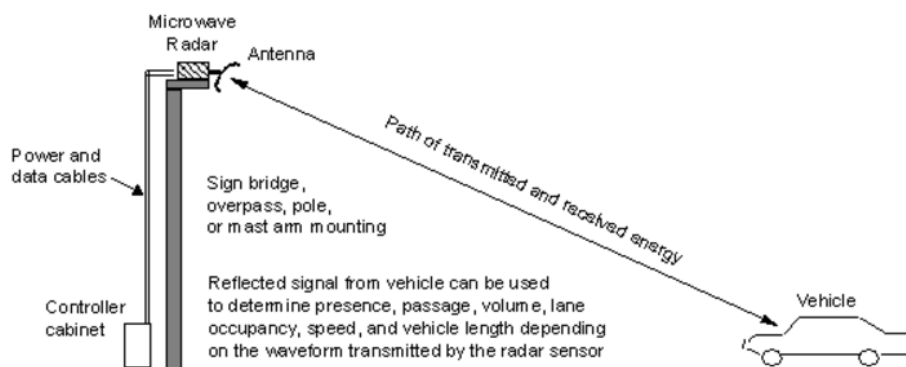 Microwave
Radar
Antenna
Path of transmitted and received energy
Power and
data cables
Sign bridge,
overpass, pole,
or mast arm mounting
Reflected signal from vehicle can be used
to determine presence, passage, volume, lane
occupancy, speed, and vehicle length depending
on the waveform transmitted by the radar sensor
Controller
cabinet
Vehicle